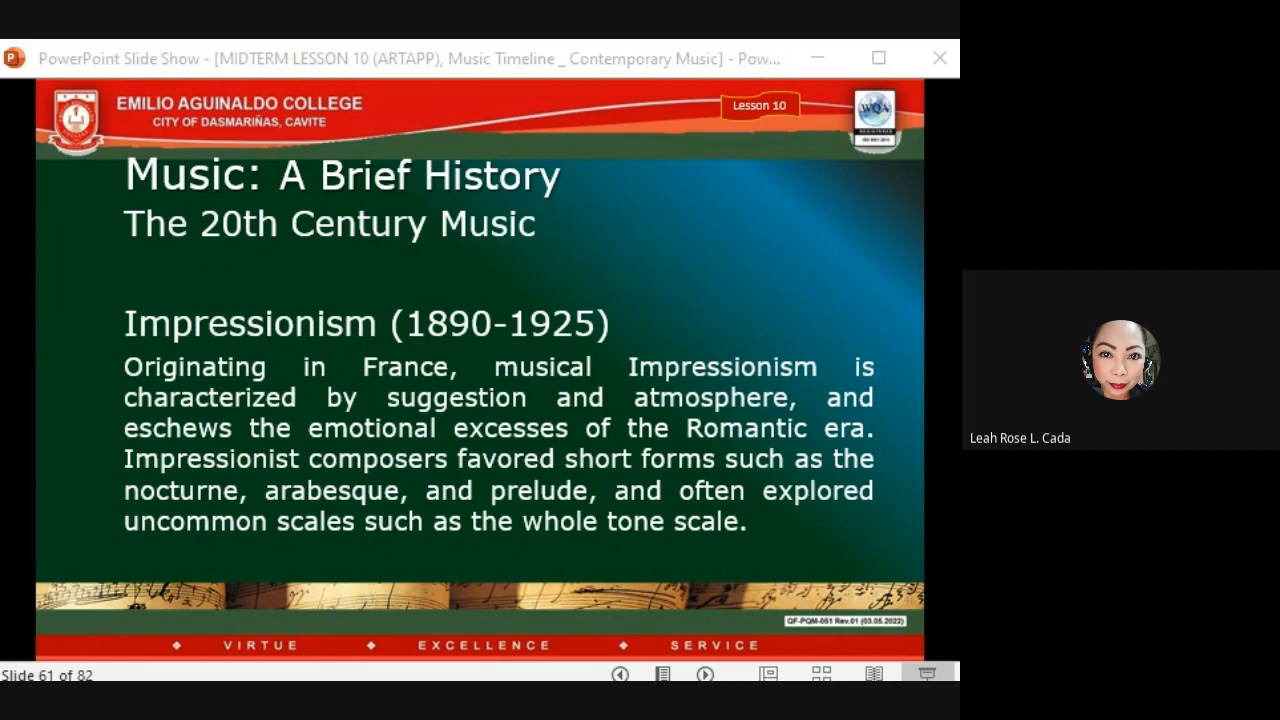 PowerPoint Slide Show - [MIDTERM LESSON 10 (ARTAPP), Music Timeline _ Contemporary Music] - Pow...
EMILIO AGUINALDO COLLEGE
CITY OF DASMARIÑAS, CAVITE
Lesson 10
WQA
REGISTERED
Music: A Brief History
The 20th Century Music
Impressionism (1890-1925)
Originating in France, musical Impressionism is
characterized by suggestion and atmosphere, and
eschews the emotional excesses of the Romantic era.
Impressionist composers favored short forms such as the
nocturne, arabesque, and prelude, and often explored
uncommon scales such as the whole tone scale.
QF-PQM-051 Rev.01 (03.05.2022)
VIRTUE EXCELLENCE SERVICE
Slide 61 of 82
Leah Rose L. Cada